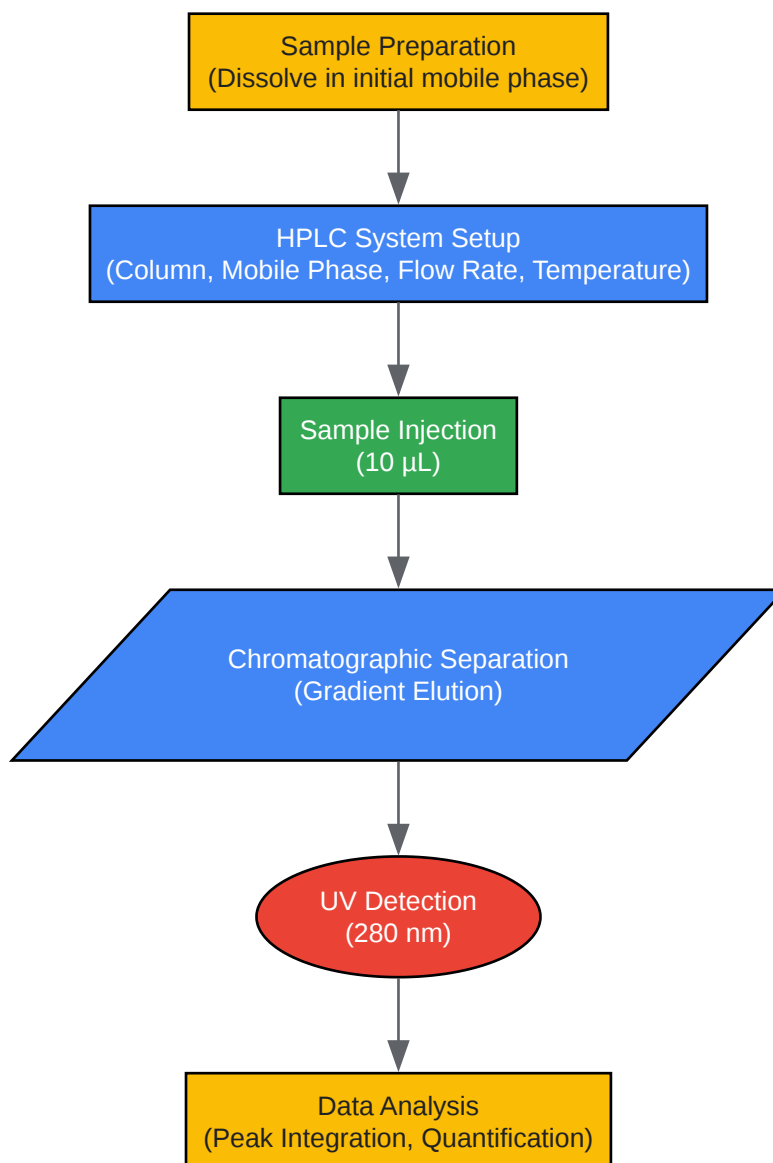 Sample Preparation
(Dissolve in initial mobile phase)
HPLC System Setup
(Column, Mobile Phase, Flow Rate, Temperature)
Sample Injection
(10 µL)
Chromatographic Separation
(Gradient Elution)
UV Detection
(280 nm)
Data Analysis
(Peak Integration, Quantification)